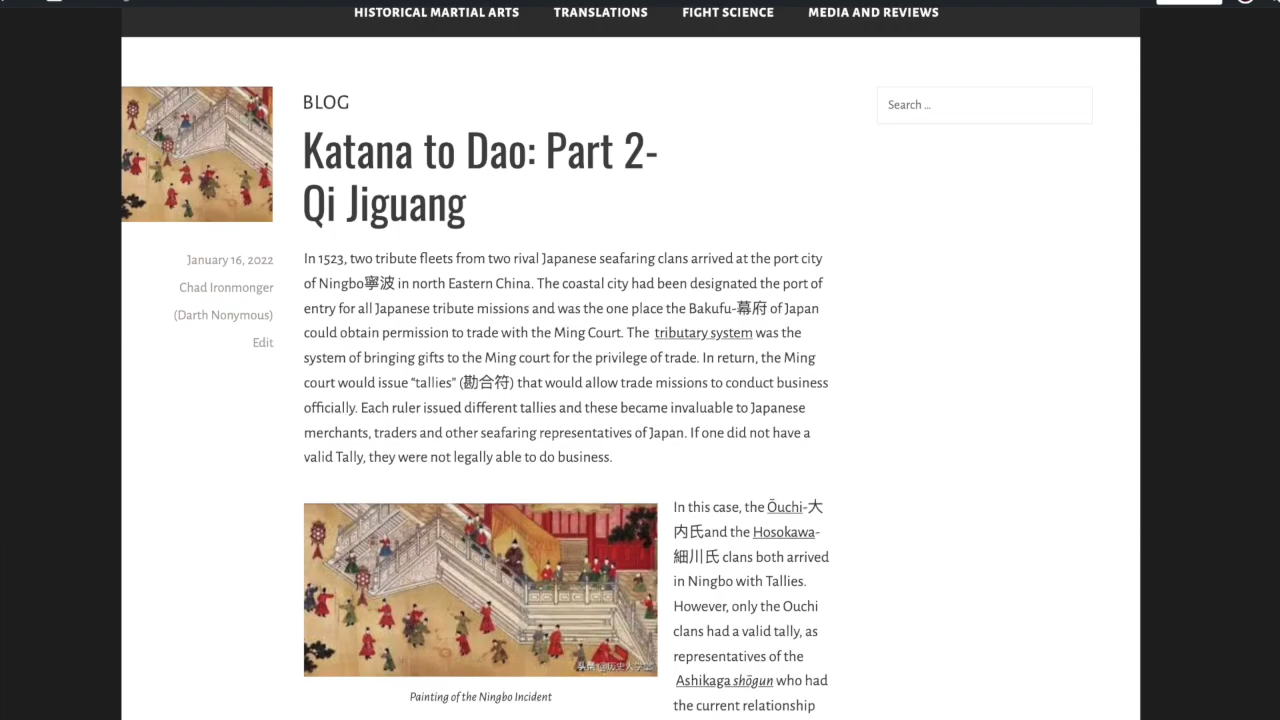 HISTORICAL MARTIAL ARTS TRANSLATIONS FIGHT SCIENCE MEDIA AND REVIEWS
Search ...
BLOG
Katana to Dao: Part 2-
Qi Jiguang
January 16, 2022
Chad Ironmonger
(Darth Nonymous)
Edit
In 1523, two tribute fleets from two rival Japanese seafaring clans arrived at the port city
of Ningbo寧波 in north Eastern China. The coastal city had been designated the port of
entry for all Japanese tribute missions and was the one place the Bakufu-幕府 of Japan
could obtain permission to trade with the Ming Court. The tributary system was the
system of bringing gifts to the Ming court for the privilege of trade. In return, the Ming
court would issue “tallies” (勘合符) that would allow trade missions to conduct business
officially. Each ruler issued different tallies and these became invaluable to Japanese
merchants, traders and other seafaring representatives of Japan. If one did not have a
valid Tally, they were not legally able to do business.
In this case, the Ōuchi-大
内氏and the Hosokawa-
細川氏 clans both arrived
in Ningbo with Tallies.
However, only the Ouchi
clans had a valid tally, as
representatives of the
Ashikaga shōgun who had
the current relationship
Painting of the Ningbo Incident